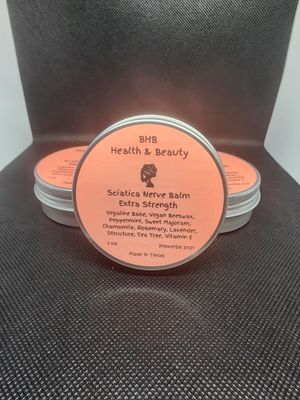 BHB
Health & Beauty
Sciatica Nerve Balm
Extra Strength
Vegaline Base, Vegan Beeswax,
Peppermint, Sweet Majoram,
Chamomile, Rosemary, Lavender,
Structure, Tea Tree, Vitamin E
2 oz
Proverbs 31:31
Made in Texas